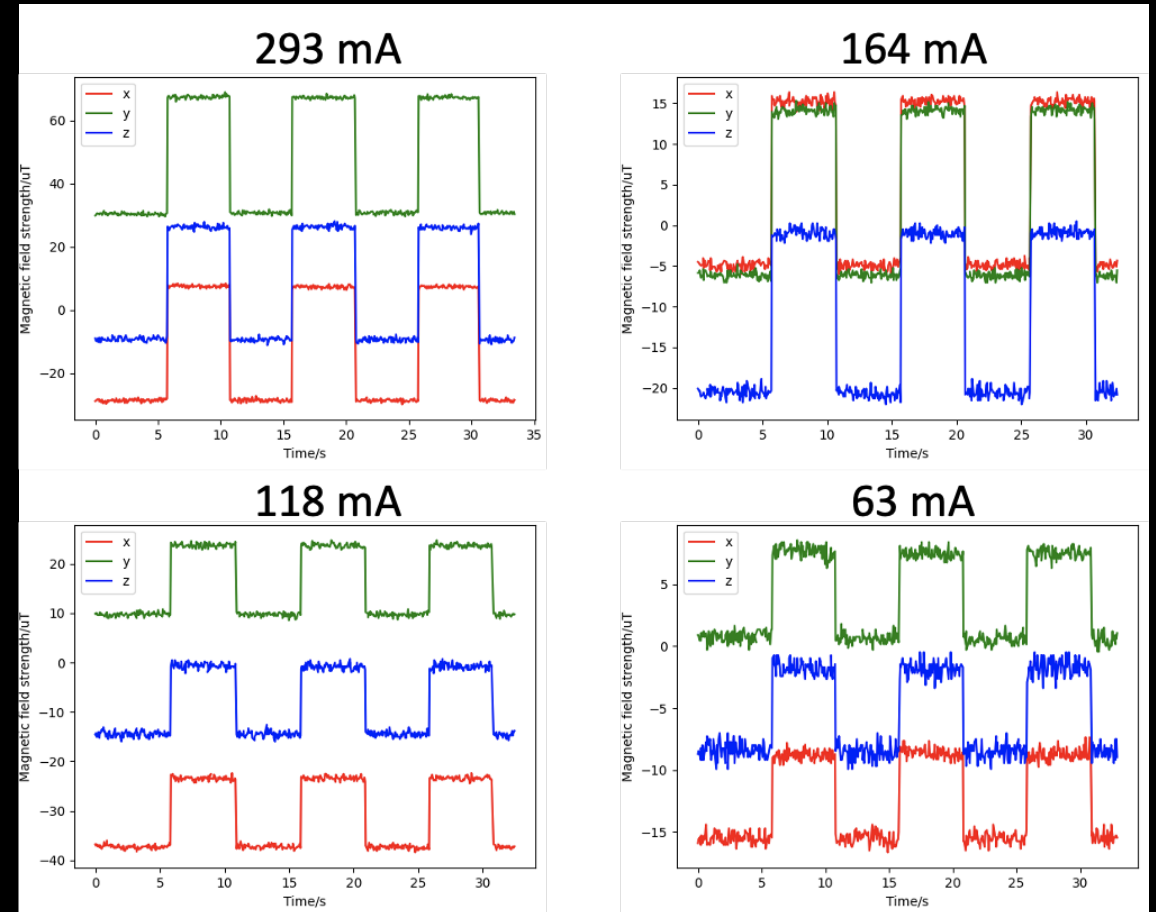 293 mA
x
y
z
60
40
20
0
−20
0 5 10 15 20 25 30 35
Magnetic field strength/uT
Time/s
164 mA
x
y
z
15
10
5
0
−5
−10
−15
−20
0 5 10 15 20 25 30
Magnetic field strength/uT
Time/s
118 mA
x
y
z
20
10
0
−10
−20
−30
−40
0 5 10 15 20 25 30
Magnetic field strength/uT
Time/s
63 mA
x
y
z
5
0
−5
−10
−15
0 5 10 15 20 25 30
Magnetic field strength/uT
Time/s